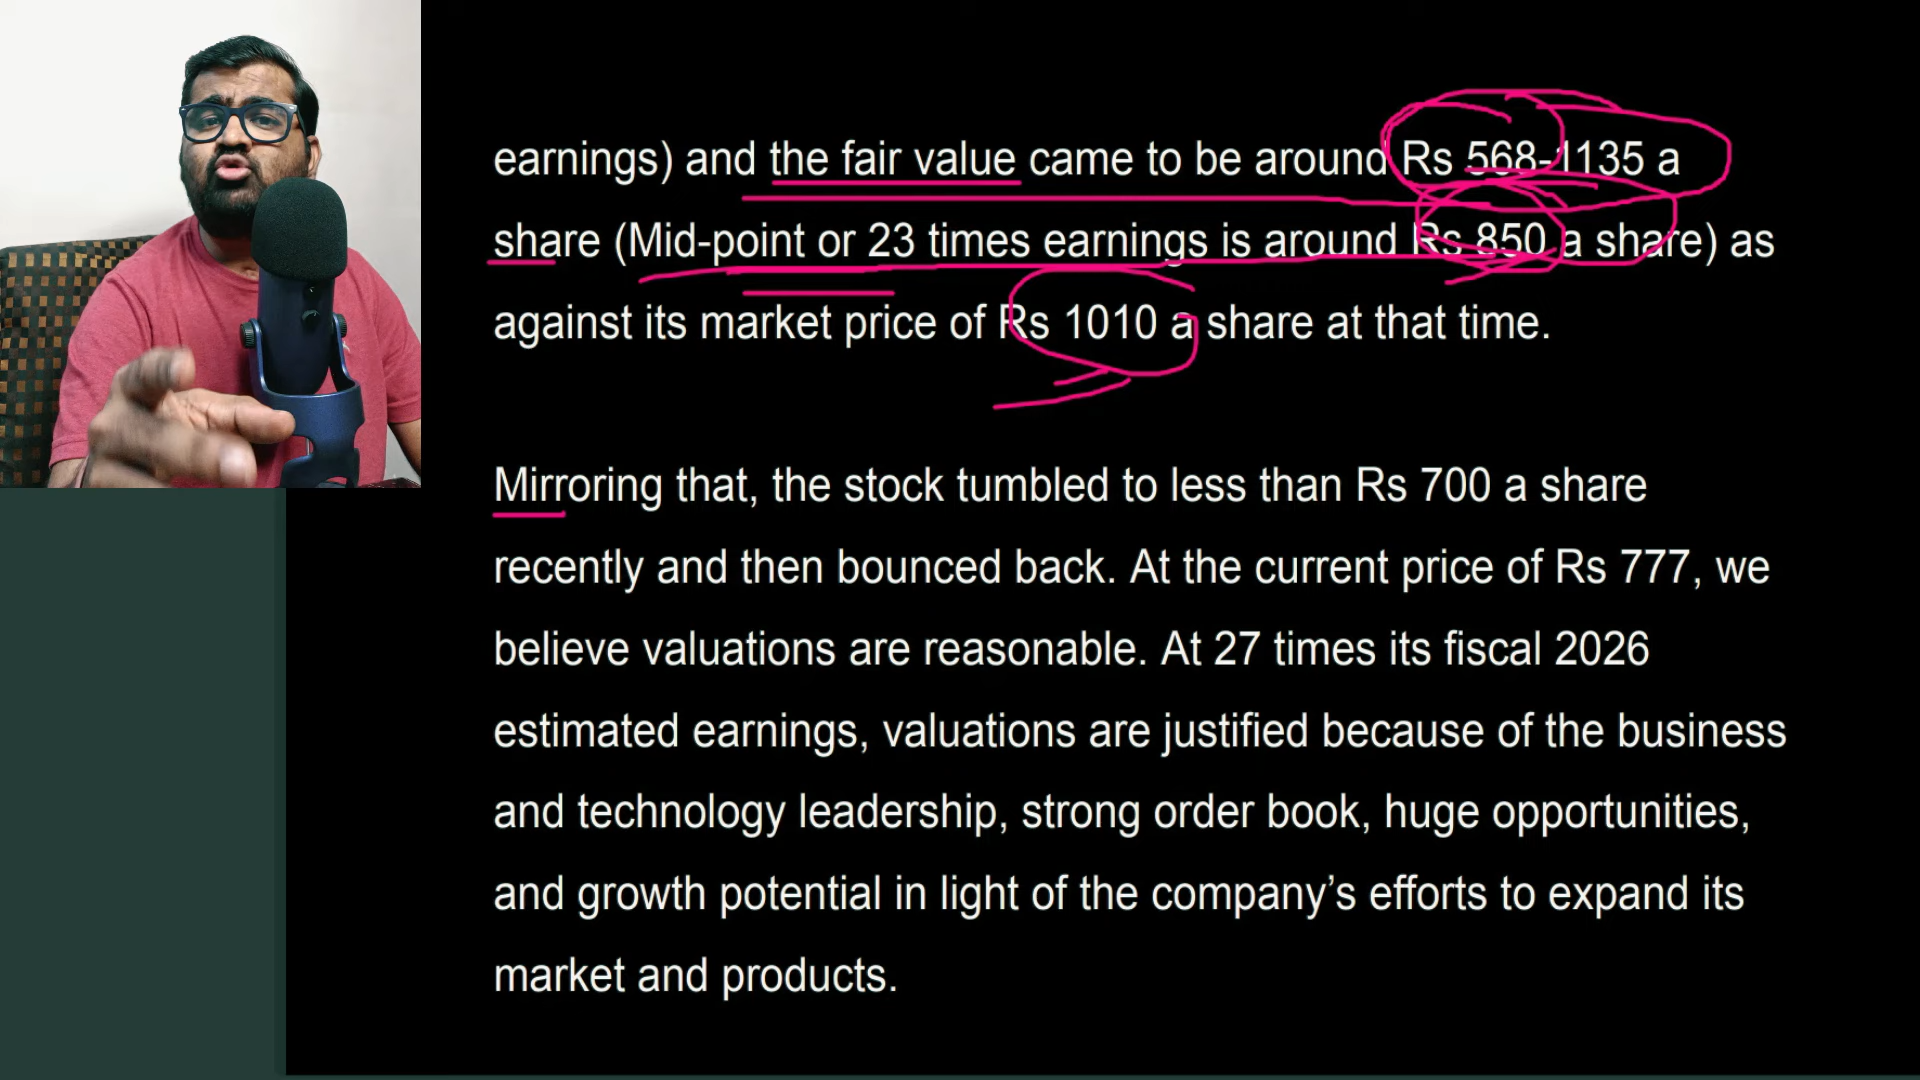 earnings) and the fair value came to be around Rs 568-1135 a
share (Mid-point or 23 times earnings is around Rs 850 a share) as
against its market price of Rs 1010 a share at that time.
Mirroring that, the stock tumbled to less than Rs 700 a share
recently and then bounced back. At the current price of Rs 777, we
believe valuations are reasonable. At 27 times its fiscal 2026
estimated earnings, valuations are justified because of the business
and technology leadership, strong order book, huge opportunities,
and growth potential in light of the company’s efforts to expand its
market and products.